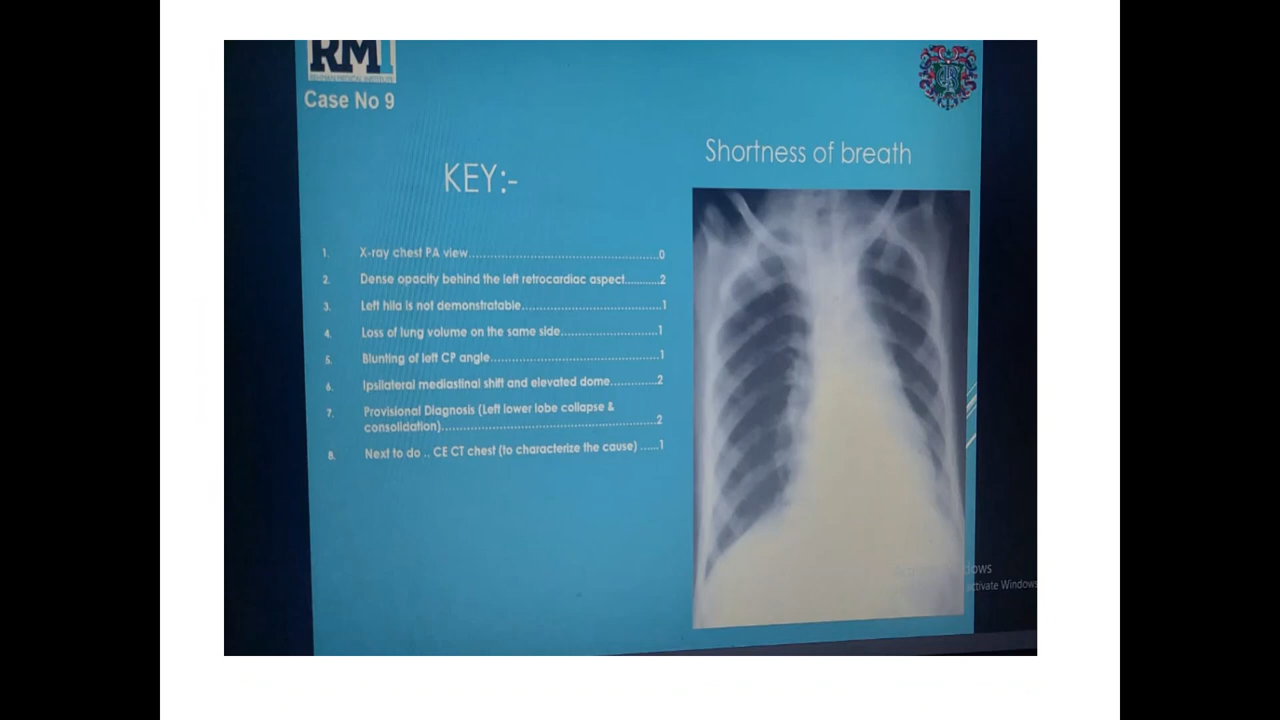 RMI
Case No 9
Shortness of breath
KEY:-
1. X-ray chest PA view..........................................................0
2. Dense opacity behind the left retrocardiac aspect...........2
3. Left hila is not demonstratable...........................................1
4. Loss of lung volume on the same side..............................1
5. Blunting of left CP angle....................................................1
6. Ipsilateral mediastinal shift and elevated dome.............2
7. Provisional Diagnosis (Left lower lobe collapse &
consolidation)..................................................................2
8. Next to do .. CE CT chest (to characterize the cause) ......1
activate Windows